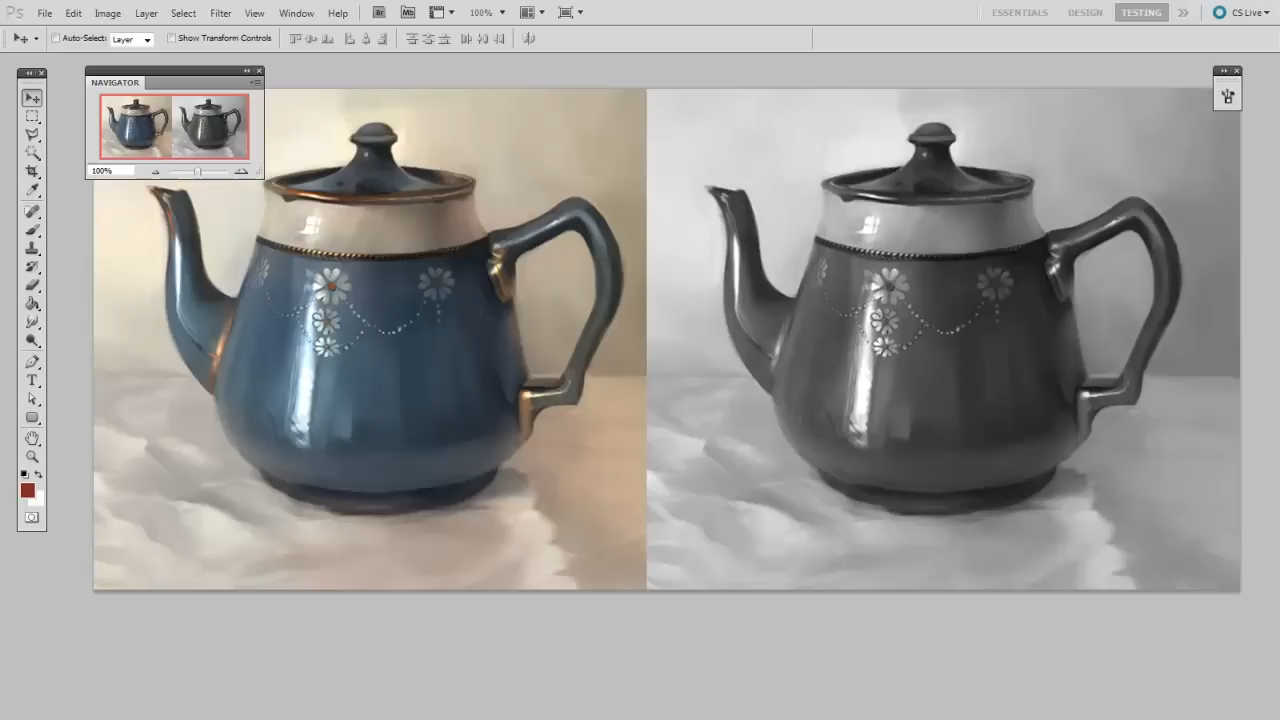 Ps File Edit Image Layer Select Filter View Window Help Br Mb 100% ESSENTIALS DESIGN TESTING CS Live
Auto-Select: Layer Show Transform Controls
NAVIGATOR
100%
T